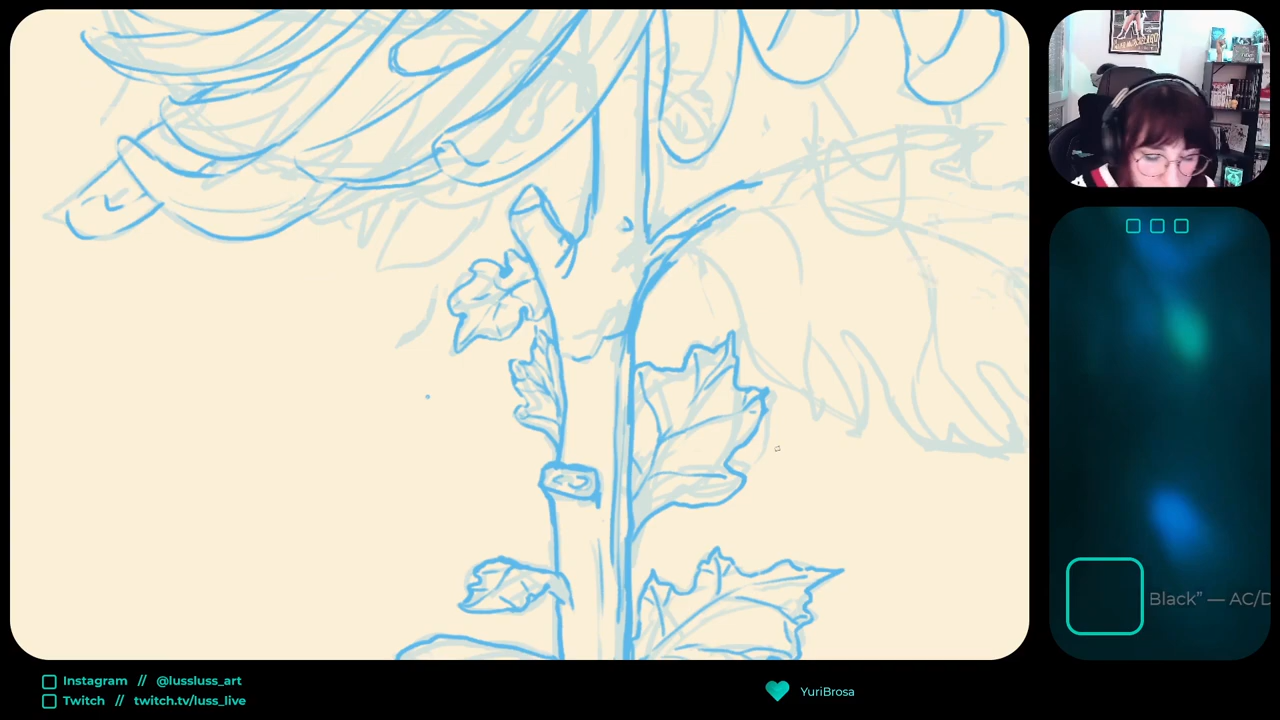 Black” — AC/D
Instagram // @lussluss_art
Twitch // twitch.tv/luss_live
YuriBrosa